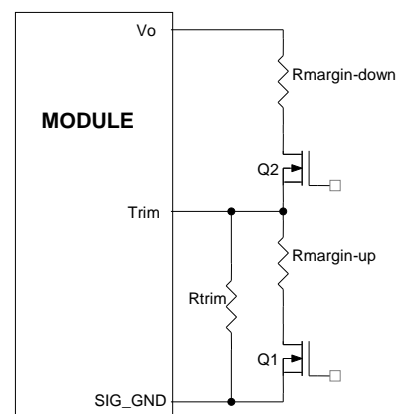 Vo
Rmargin-down
MODULE
Q2
Trim
Rmargin-up
Rtrim
Q1
SIG_GND